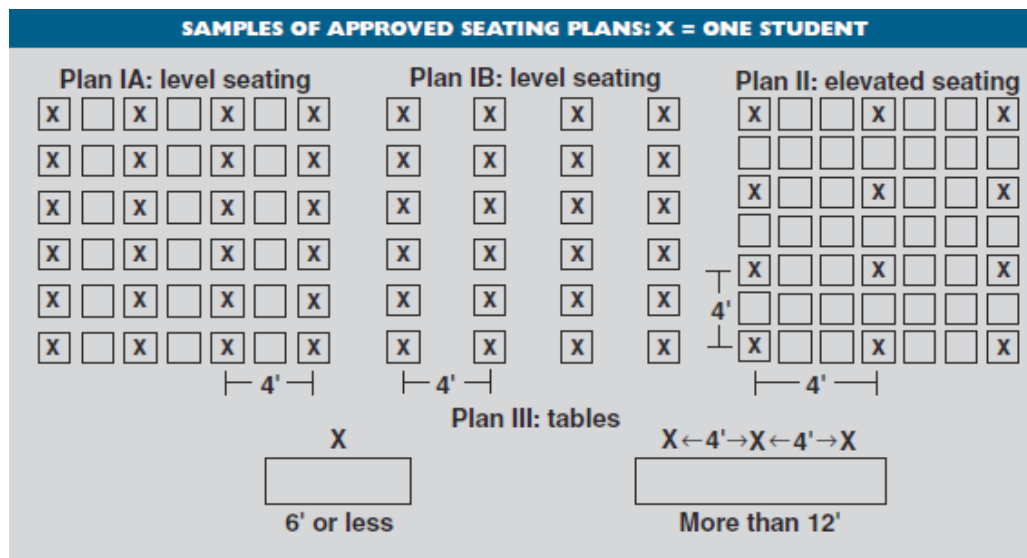 SAMPLES OF APPROVED SEATING PLANS: X = ONE STUDENT
Plan IA: level seating
X X X X
X X X X
X X X X
X X X X
X X X X
X X X X
4'
Plan IB: level seating
X X X X
X X X X
X X X X
X X X X
X X X X
X X X X
4'
Plan II: elevated seating
X X X
X X X
X X X
4'
X X X
4'
Plan III: tables
X
6' or less
X←4'→X←4'→X
More than 12'